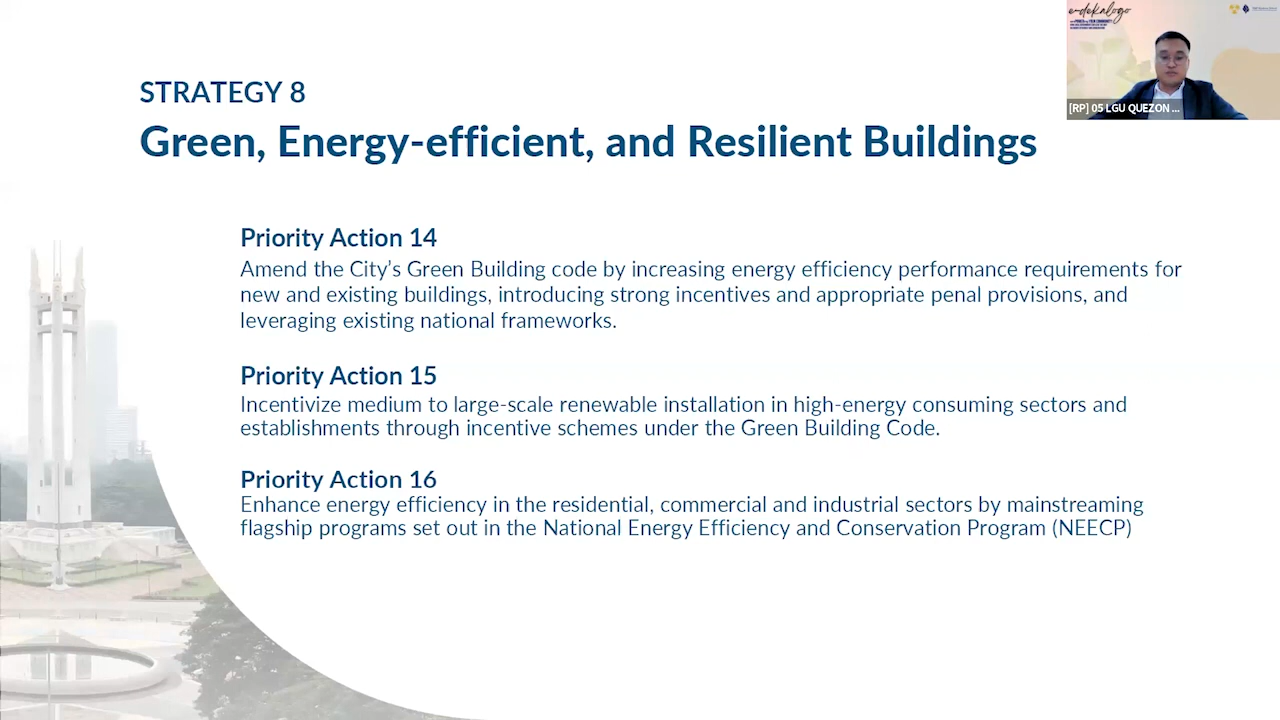 e-dekalogo
STRATEGY 8
Green, Energy-efficient, and Resilient Buildings
[RP] 05 LGU QUEZON ...
Priority Action 14
Amend the City’s Green Building code by increasing energy efficiency performance requirements for
new and existing buildings, introducing strong incentives and appropriate penal provisions, and
leveraging existing national frameworks.
Priority Action 15
Incentivize medium to large-scale renewable installation in high-energy consuming sectors and
establishments through incentive schemes under the Green Building Code.
Priority Action 16
Enhance energy efficiency in the residential, commercial and industrial sectors by mainstreaming
flagship programs set out in the National Energy Efficiency and Conservation Program (NEECP)